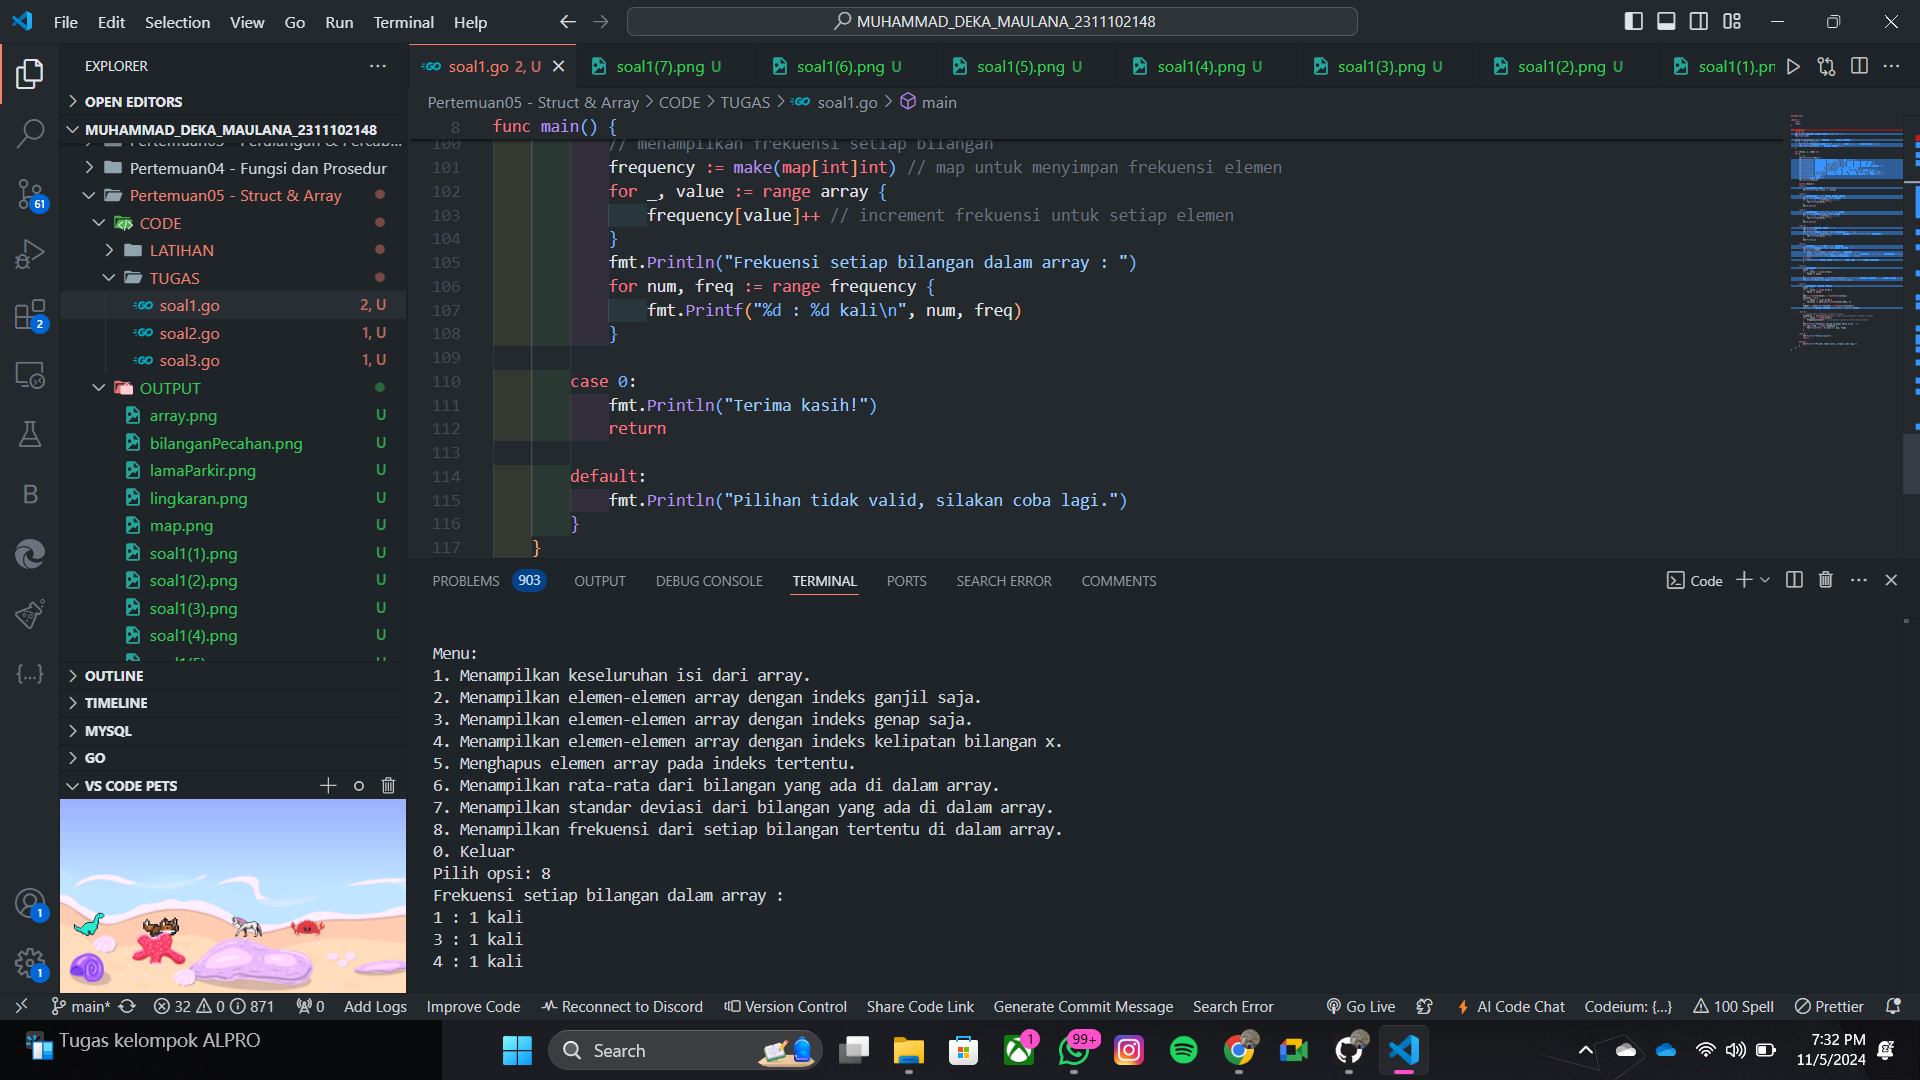 File Edit Selection View Go Run Terminal Help
MUHAMMAD_DEKA_MAULANA_2311102148
EXPLORER
OPEN EDITORS
MUHAMMAD_DEKA_MAULANA_2311102148
Pertemuan04 - Fungsi dan Prosedur
Pertemuan05 - Struct & Array
CODE
LATIHAN
TUGAS
soal1.go 2, U
soal2.go 1, U
soal3.go 1, U
OUTPUT
array.png U
bilanganPecahan.png U
lamaParkir.png U
lingkaran.png U
map.png U
soal1(1).png U
soal1(2).png U
soal1(3).png U
soal1(4).png U
OUTLINE
TIMELINE
MYSQL
GO
VS CODE PETS
61
2
1
1
soal1.go 2, U soal1(7).png U soal1(6).png U soal1(5).png U soal1(4).png U soal1(3).png U soal1(2).png U soal1(1).pn
Pertemuan05 - Struct & Array > CODE > TUGAS > soal1.go > main
8 func main() {
100 // menampilkan frekuensi setiap bilangan
101 frequency := make(map[int]int) // map untuk menyimpan frekuensi elemen
102 for _, value := range array {
103 frequency[value]++ // increment frekuensi untuk setiap elemen
104 }
105 fmt.Println("Frekuensi setiap bilangan dalam array : ")
106 for num, freq := range frequency {
107 fmt.Printf("%d : %d kali\n", num, freq)
108 }
109
110 case 0:
111 fmt.Println("Terima kasih!")
112 return
113
114 default:
115 fmt.Println("Pilihan tidak valid, silakan coba lagi.")
116 }
117 }
PROBLEMS 903 OUTPUT DEBUG CONSOLE TERMINAL PORTS SEARCH ERROR COMMENTS
Code
Menu:
1. Menampilkan keseluruhan isi dari array.
2. Menampilkan elemen-elemen array dengan indeks ganjil saja.
3. Menampilkan elemen-elemen array dengan indeks genap saja.
4. Menampilkan elemen-elemen array dengan indeks kelipatan bilangan x.
5. Menghapus elemen array pada indeks tertentu.
6. Menampilkan rata-rata dari bilangan yang ada di dalam array.
7. Menampilkan standar deviasi dari bilangan yang ada di dalam array.
8. Menampilkan frekuensi dari setiap bilangan tertentu di dalam array.
0. Keluar
Pilih opsi: 8
Frekuensi setiap bilangan dalam array :
1 : 1 kali
3 : 1 kali
4 : 1 kali
main* 32 0 871 0 Add Logs Improve Code Reconnect to Discord Version Control Share Code Link Generate Commit Message Search Error Go Live AI Code Chat Codeium: {...} 100 Spell Prettier
Tugas kelompok ALPRO
Search
1
99+
7:32 PM
11/5/2024